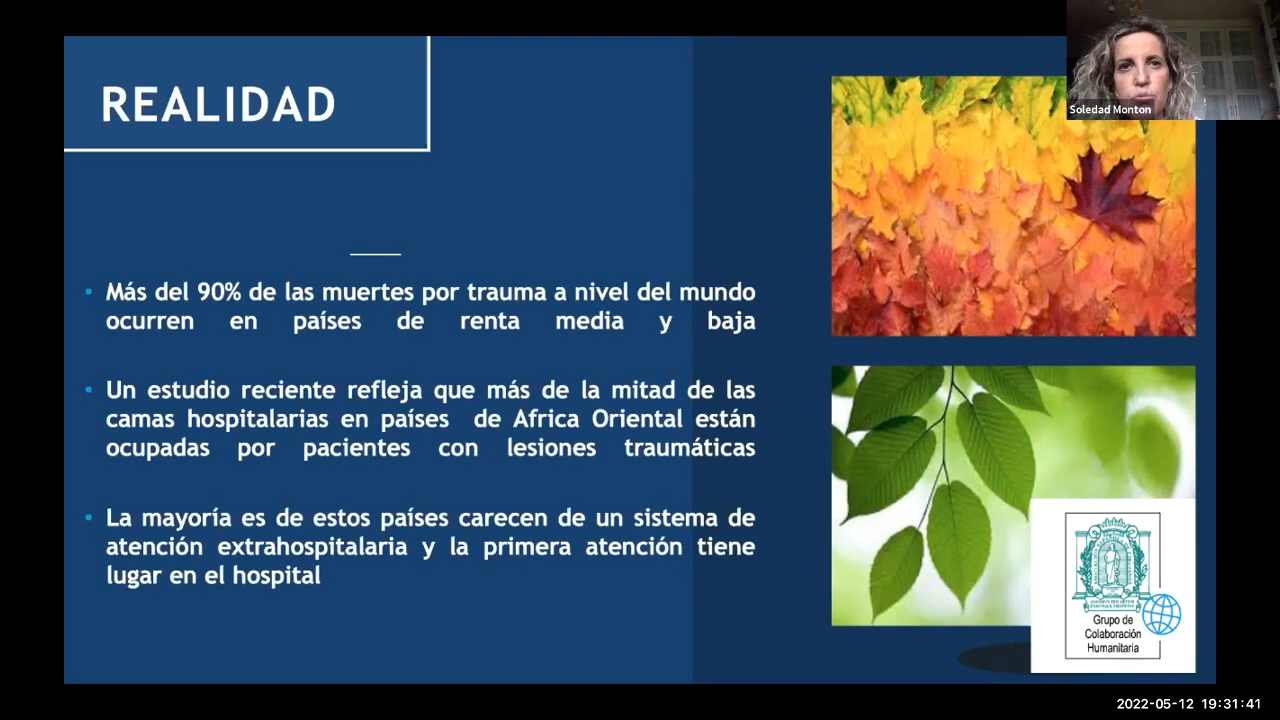 REALIDAD
Soledad Monton
Más del 90% de las muertes por trauma a nivel del mundo
ocurren en países de renta media y baja
Un estudio reciente refleja que más de la mitad de las
camas hospitalarias en países de Africa Oriental están
ocupadas por pacientes con lesiones traumáticas
La mayoría es de estos países carecen de un sistema de
atención extrahospitalaria y la primera atención tiene
lugar en el hospital
Grupo de
Colaboración
Humanitaria
2022-05-12 19:31:41